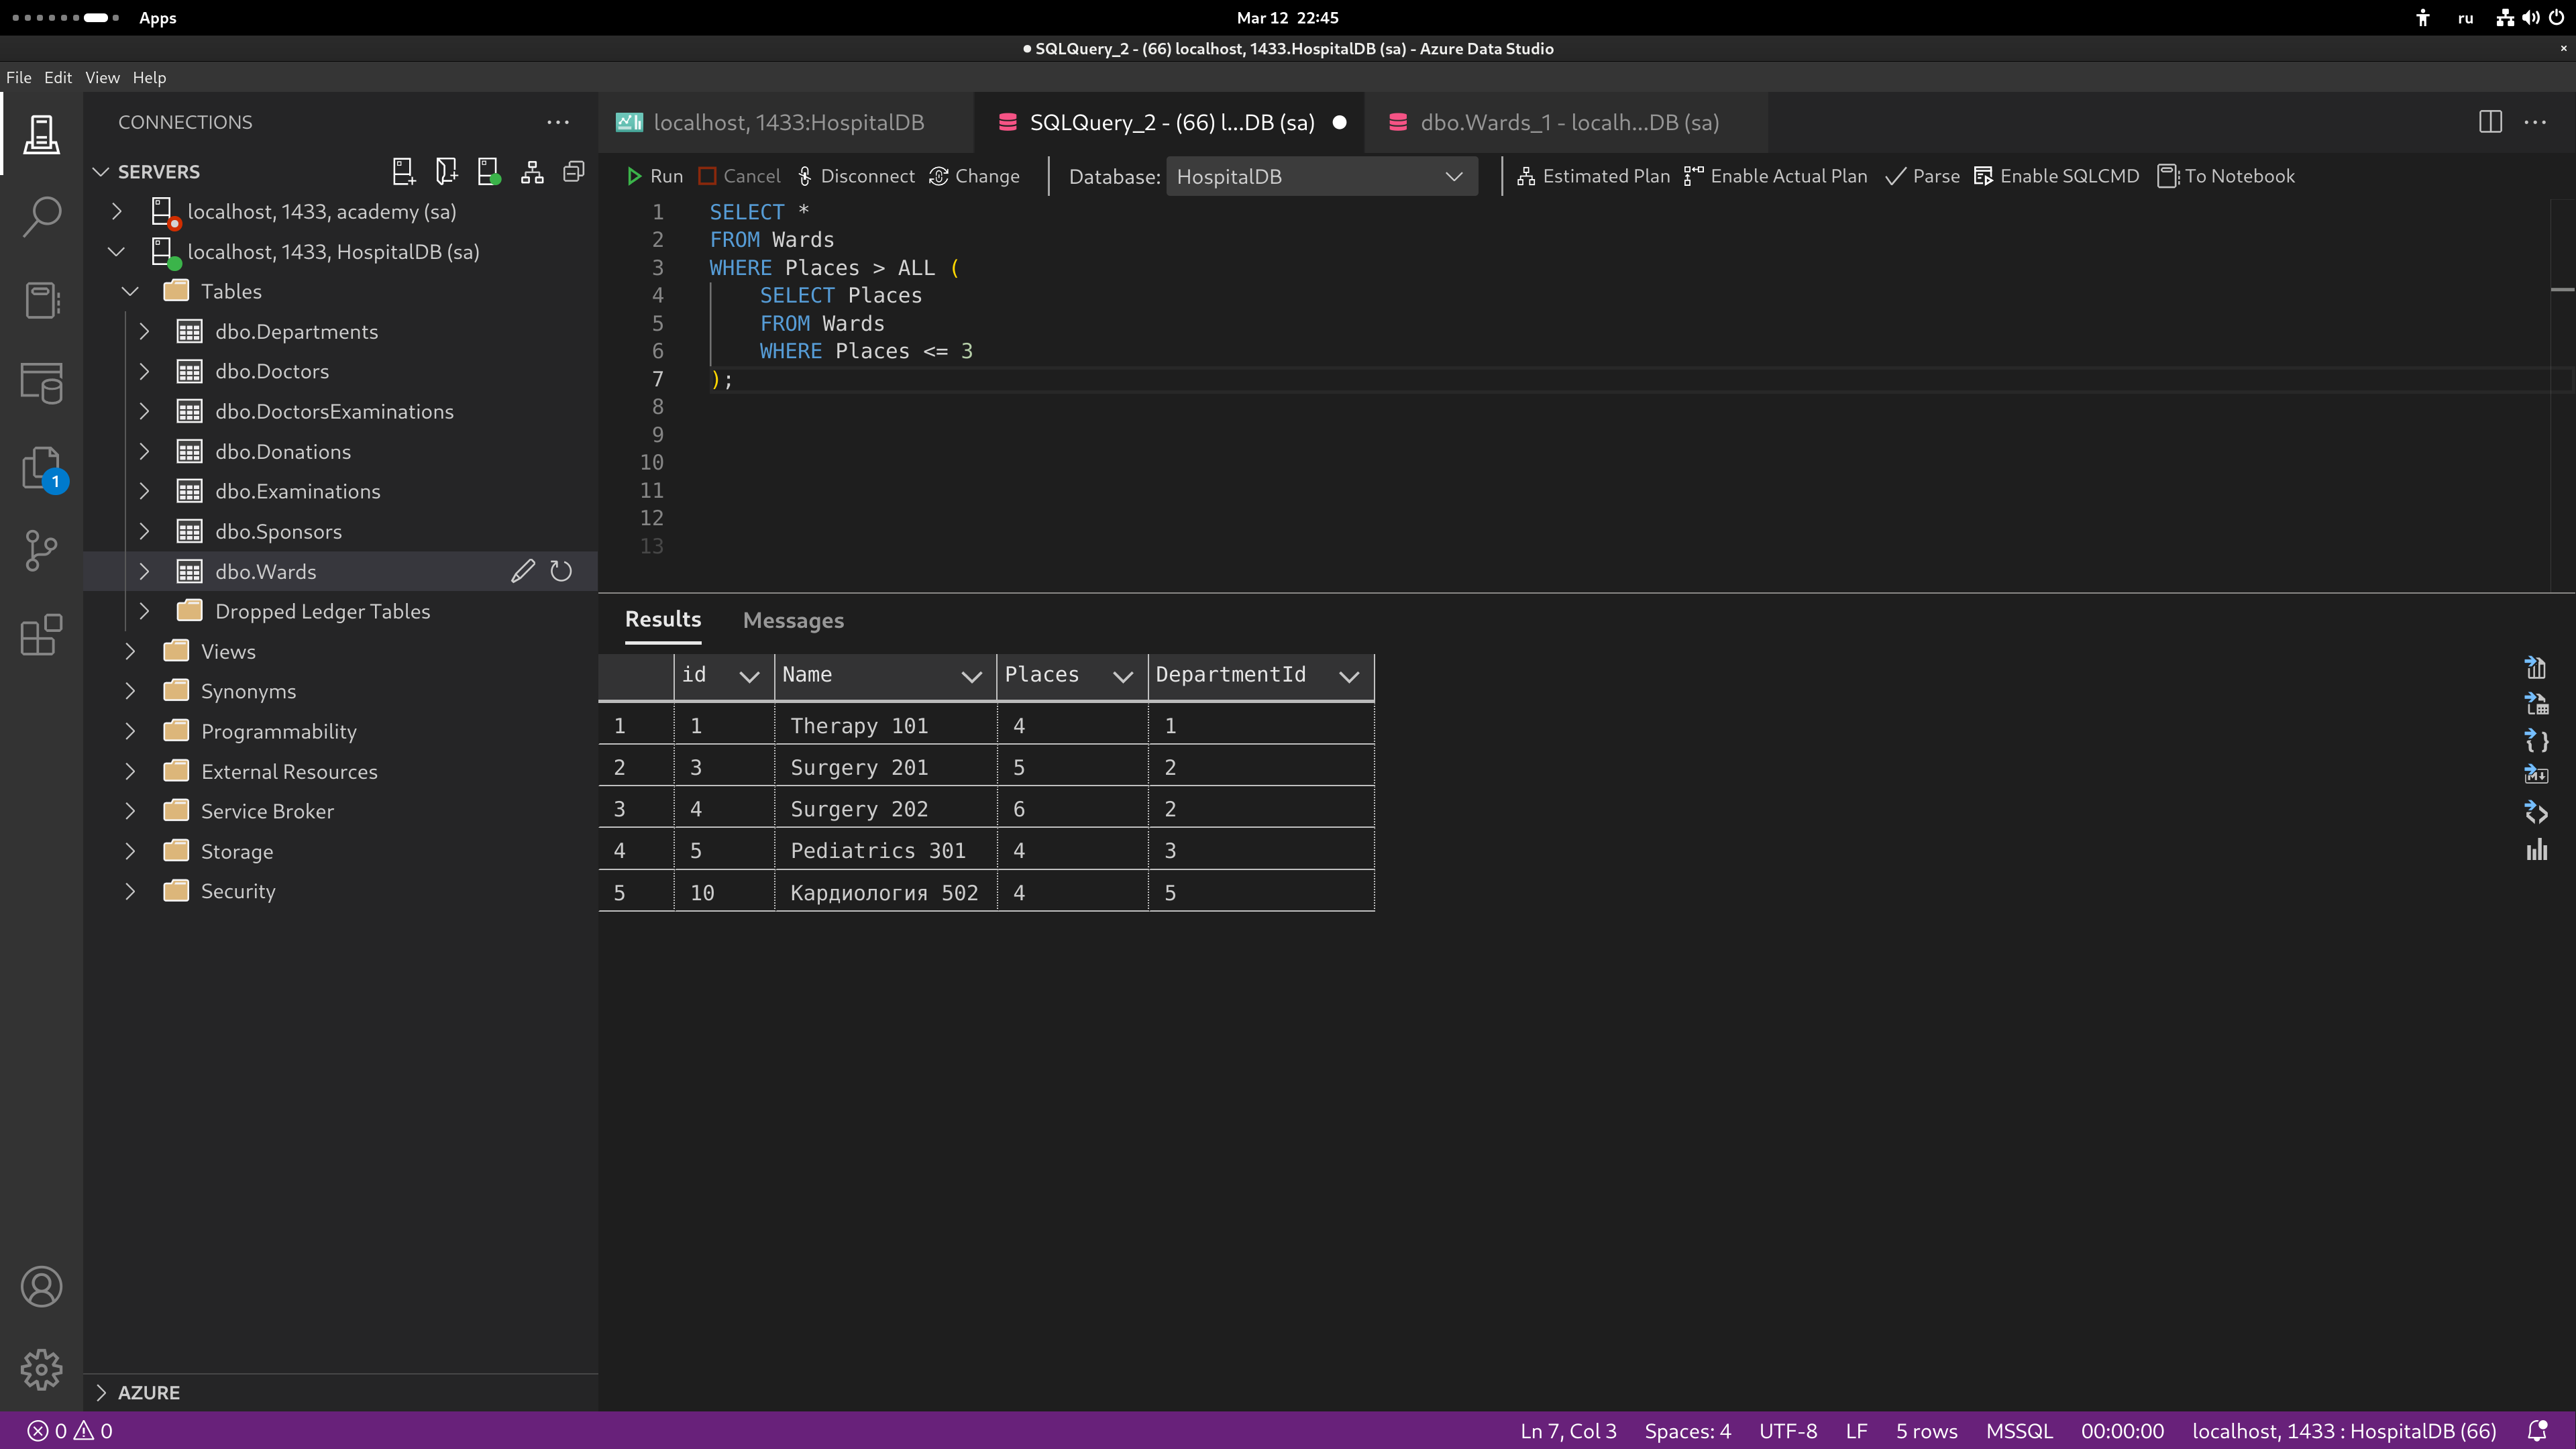 Apps
Mar 12 22:45
ru
SQLQuery_2 - (66) localhost, 1433.HospitalDB (sa) - Azure Data Studio
File Edit View Help
CONNECTIONS
SERVERS
localhost, 1433, academy (sa)
localhost, 1433, HospitalDB (sa)
Tables
dbo.Departments
dbo.Doctors
dbo.DoctorsExaminations
dbo.Donations
dbo.Examinations
dbo.Sponsors
dbo.Wards
Dropped Ledger Tables
Views
Synonyms
Programmability
External Resources
Service Broker
Storage
Security
AZURE
1
localhost, 1433:HospitalDB
SQLQuery_2 - (66) l...DB (sa)
dbo.Wards_1 - localh...DB (sa)
Run Cancel Disconnect Change Database: HospitalDB Estimated Plan Enable Actual Plan Parse Enable SQLCMD To Notebook
1 SELECT *
2 FROM Wards
3 WHERE Places > ALL (
4 SELECT Places
5 FROM Wards
6 WHERE Places <= 3
7 );
8
9
10
11
12
13
Results Messages
id Name Places DepartmentId
1 1 Therapy 101 4 1
2 3 Surgery 201 5 2
3 4 Surgery 202 6 2
4 5 Pediatrics 301 4 3
5 10 Кардиология 502 4 5
0 0 Ln 7, Col 3 Spaces: 4 UTF-8 LF 5 rows MSSQL 00:00:00 localhost, 1433 : HospitalDB (66)